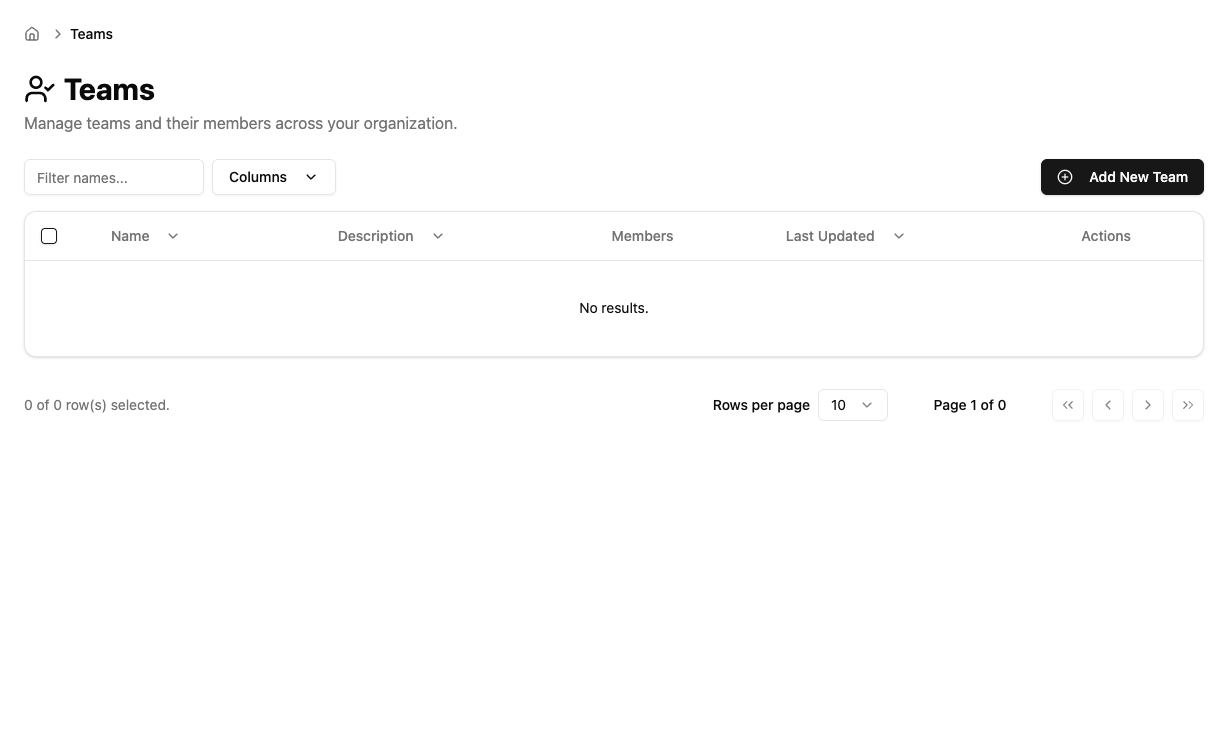 Teams
Teams
Manage teams and their members across your organization.
Filter names... Columns Add New Team
Name Description Members Last Updated Actions
No results.
0 of 0 row(s) selected. Rows per page 10 Page 1 of 0